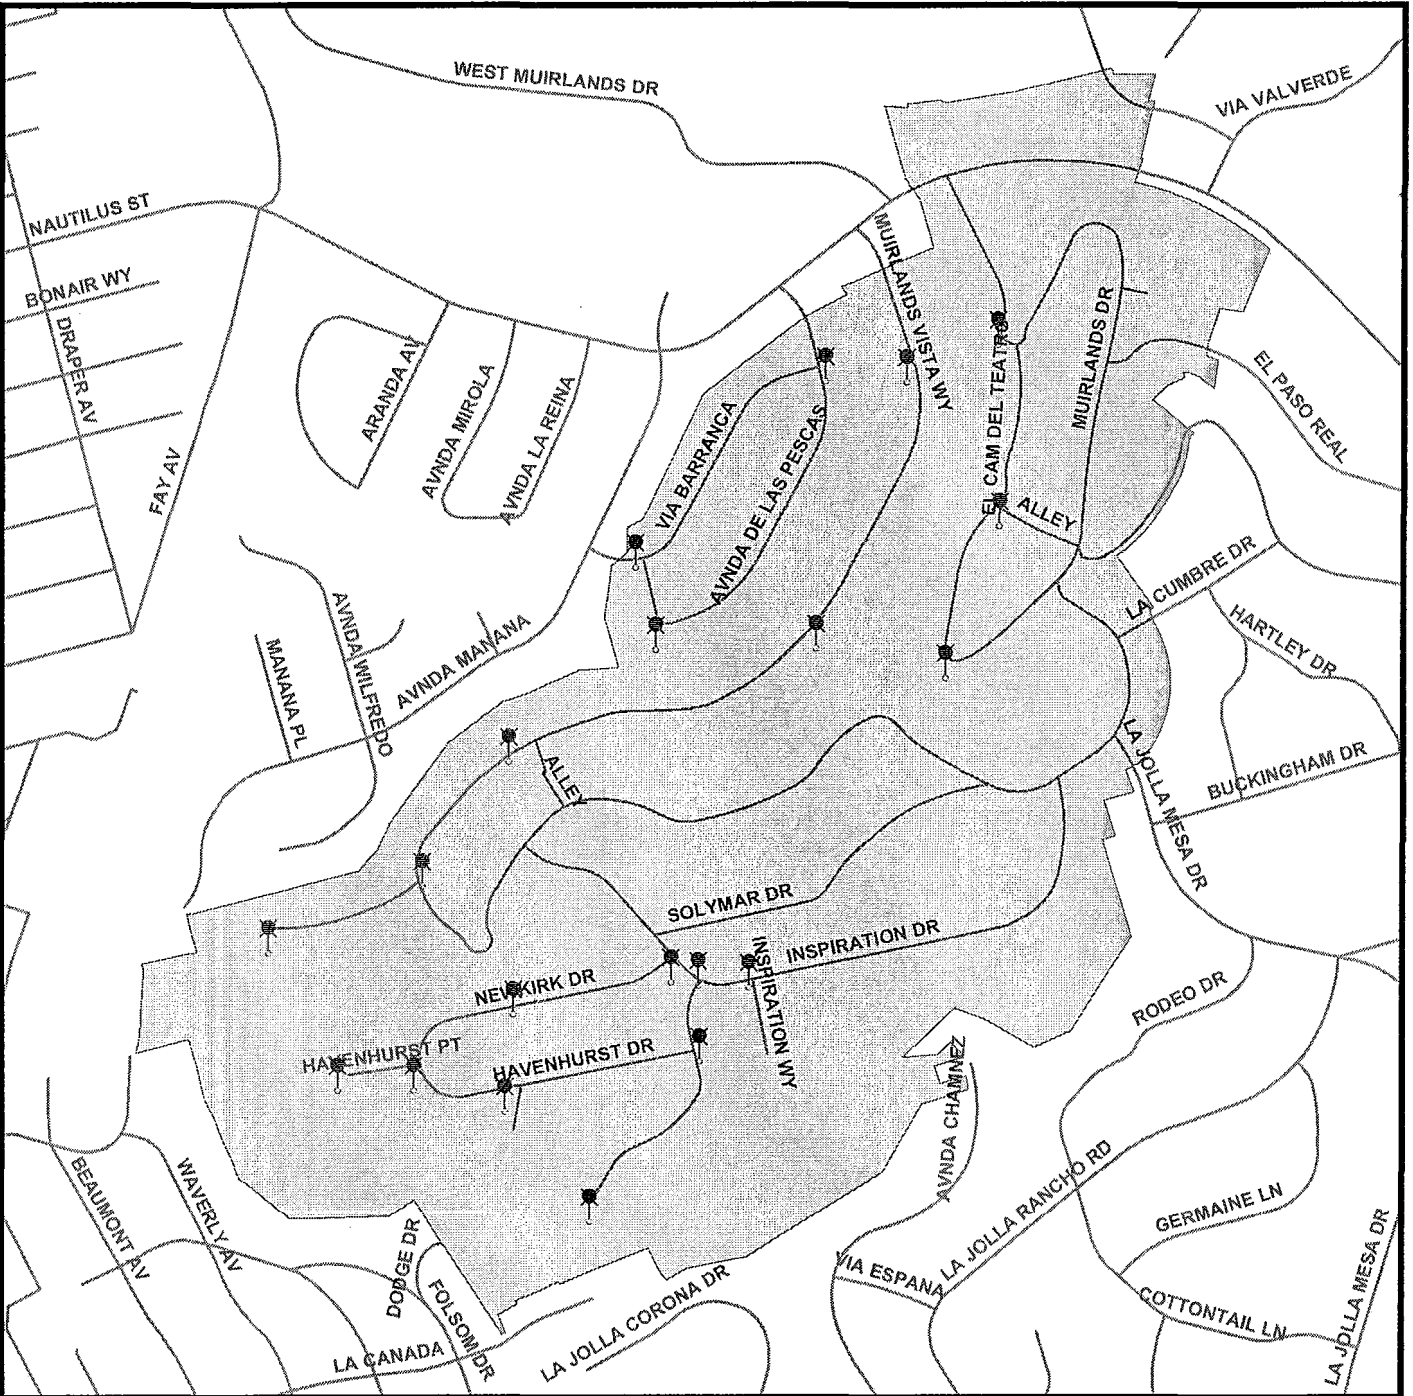 WEST MUIRLANDS DR
VIA VALVERDE
NAUTILUS ST
MUIRLANDS VISTA WY
BONAIR WY
DRAPER AV
FAY AV
ARANDA AV
AVNDA MIROLA
AVNDA LA REINA
VIA BARRANCA
AVNDA DE LAS PESCAS
EL CAM DEL TEATRO
MUIRLANDS DR
EL PASO REAL
ALLEY
LA CUMBRE DR
HARTLEY DR
AVNDA WILFREDO
MANANA PL
AVNDA MANANA
ALLEY
LA JOLLA MESA DR
BUCKINGHAM DR
SOLYMAR DR
INSPIRATION DR
INSPIRATION WY
NEWKIRK DR
RODEO DR
HAVENHURST PT
HAVENHURST DR
AVNDA CHAMNEZ
BEAUMONT AV
WAVERLY AV
LA JOLLA RANCHO RD
GERMAINE LN
DODGE DR
FOLSOM DR
LA JOLLA CORONA DR
VIA ESPANA
COTTONTAIL LN
LA JOLLA MESA DR
LA CANADA